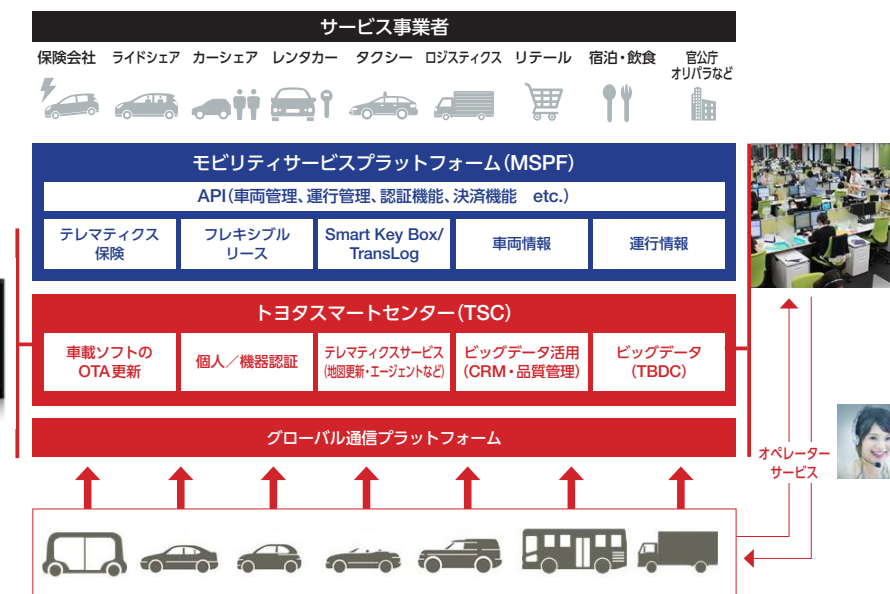 サービス事業者
保険会社
ライドシェア
カーシェア
レンタカー
タクシー
ロジスティクス
リテール
宿泊・飲食
官公庁
オリパラなど
モビリティサービスプラットフォーム(MSPF)
API(車両管理、運行管理、認証機能、決済機能　etc.)
テレマティクス
保険
フレキシブル
リース
Smart Key Box/
TransLog
車両情報
運行情報
トヨタスマートセンター(TSC)
車載ソフトの
OTA更新
個人／機器認証
テレマティクスサービス
(地図更新・エージェントなど)
ビッグデータ活用
(CRM・品質管理)
ビッグデータ
(TBDC)
グローバル通信プラットフォーム
オペレーター
サービス